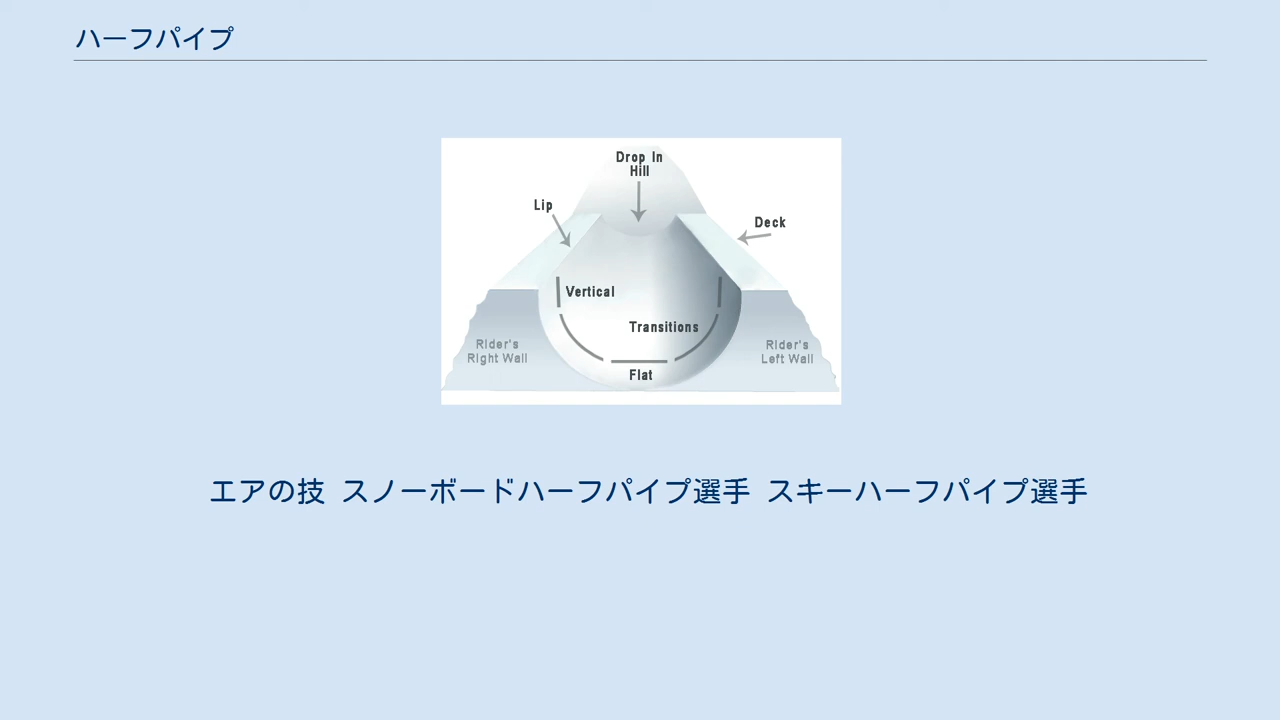 ハーフパイプ
Drop In
Hill
Lip
Deck
Vertical
Transitions
Rider's
Right Wall
Rider's
Left Wall
Flat
エアの技 スノーボードハーフパイプ選手 スキーハーフパイプ選手